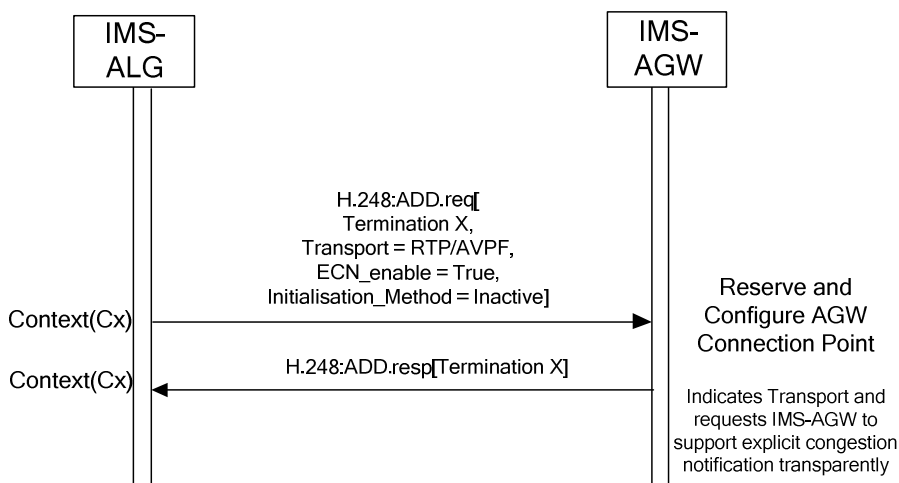 IMS-
ALG
IMS-
AGW
H.248:ADD.req[
Termination X,
Transport = RTP/AVPF,
ECN_enable = True,
Initialisation_Method = Inactive]
Context(Cx)
Reserve and
Configure AGW
Connection Point
H.248:ADD.resp[Termination X]
Context(Cx)
Indicates Transport and
requests IMS-AGW to
support explicit congestion
notification transparently